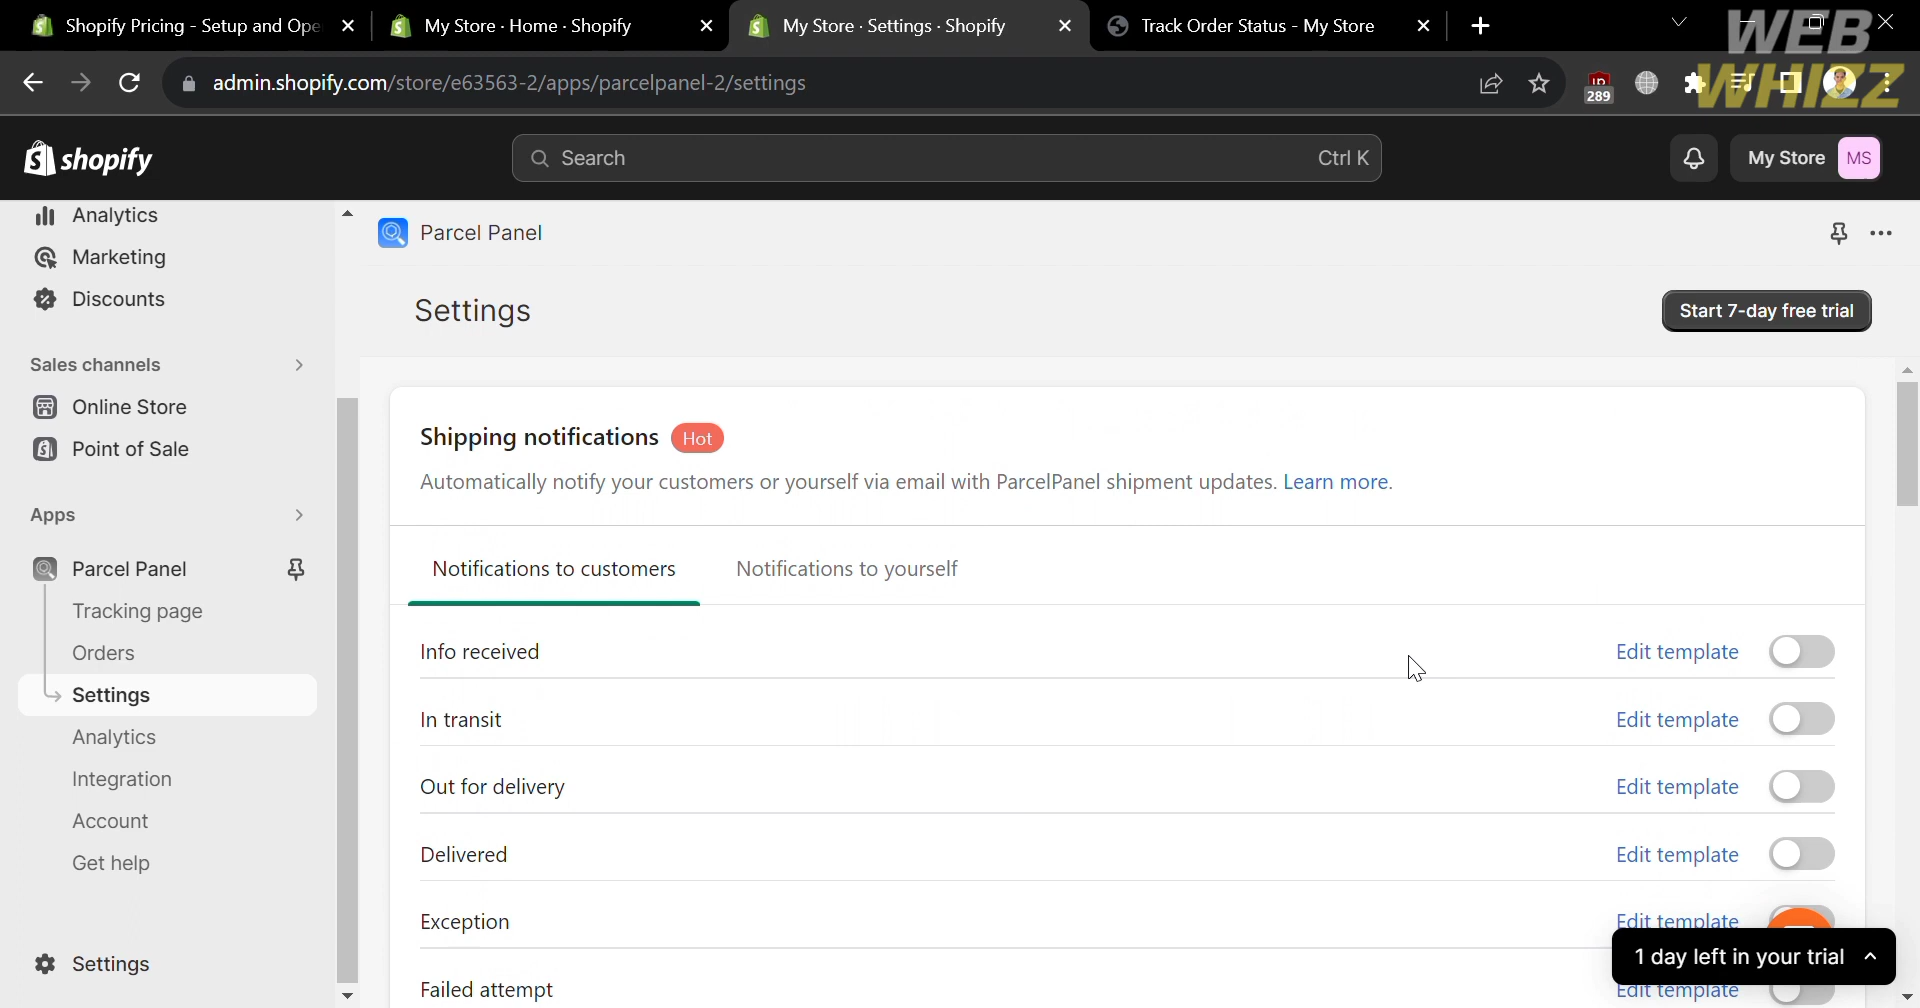 Shopify Pricing - Setup and Ope
My Store · Home · Shopify
My Store · Settings · Shopify
Track Order Status - My Store
WEB
WHIZZ
admin.shopify.com/store/e63563-2/apps/parcelpanel-2/settings
289
shopify
Search
Ctrl K
My Store
MS
Analytics
Marketing
Discounts
Sales channels
Online Store
Point of Sale
Apps
Parcel Panel
Tracking page
Orders
Settings
Analytics
Integration
Account
Get help
Settings
Parcel Panel
Settings
Start 7-day free trial
Shipping notifications Hot
Automatically notify your customers or yourself via email with ParcelPanel shipment updates. Learn more.
Notifications to customers
Notifications to yourself
Info received
Edit template
In transit
Edit template
Out for delivery
Edit template
Delivered
Edit template
Exception
Edit template
Failed attempt
Edit template
1 day left in your trial